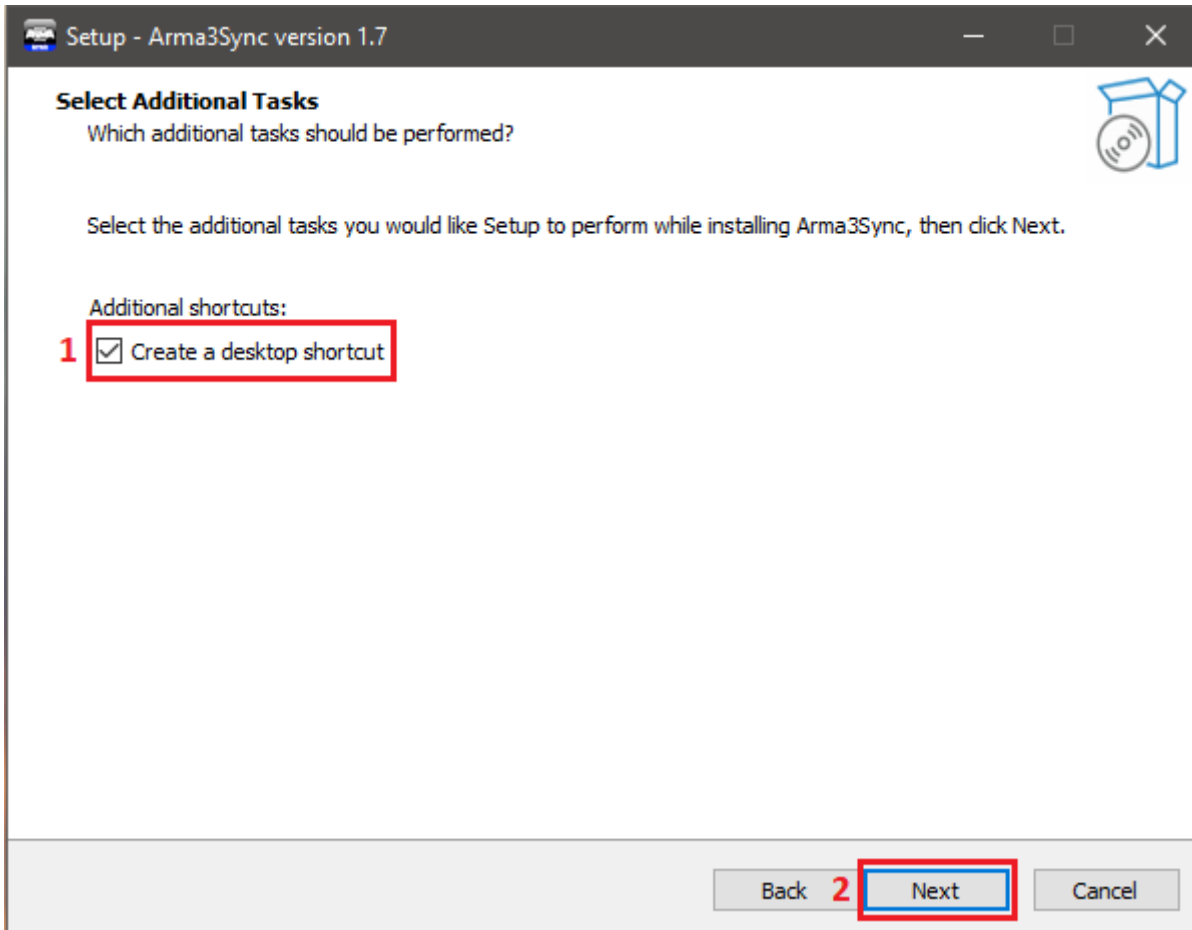 Setup - Arma3Sync version 1.7
Select Additional Tasks
Which additional tasks should be performed?
Select the additional tasks you would like Setup to perform while installing Arma3Sync, then click Next.
Additional shortcuts:
1 Create a desktop shortcut
Back 2 Next Cancel